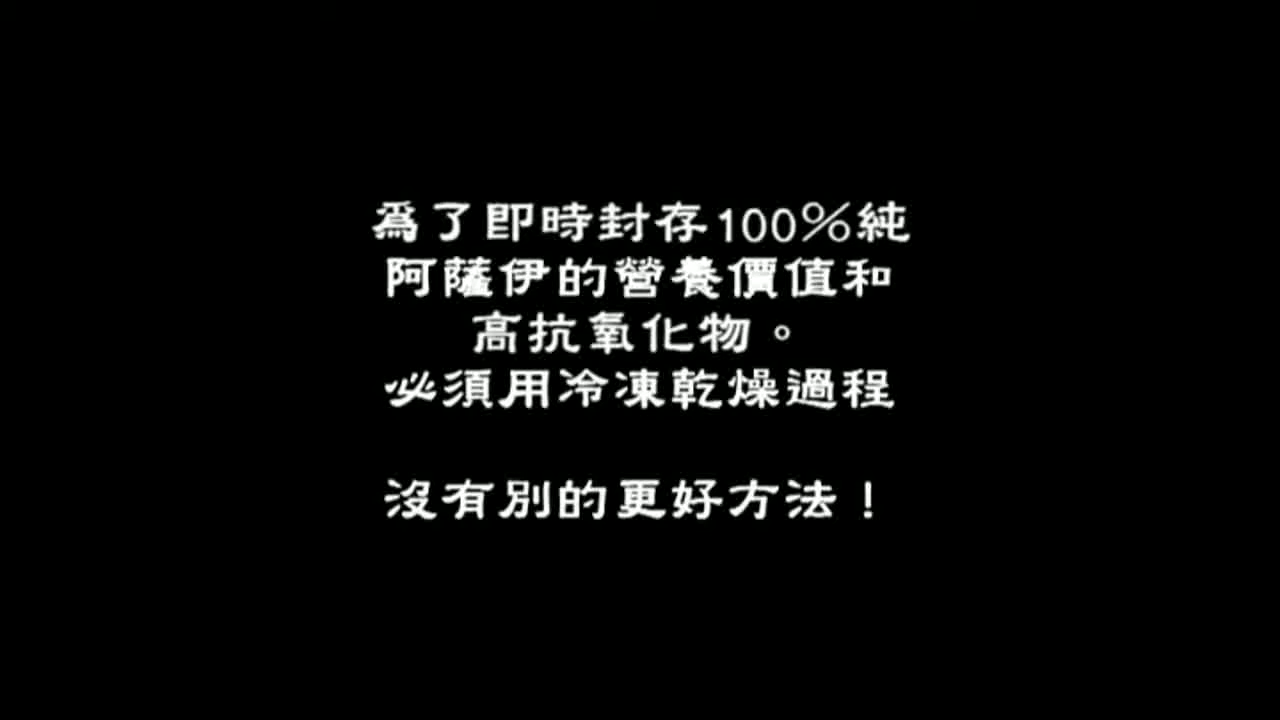 為了即時封存100%純
阿薩伊的營養價值和
高抗氧化物。
必須用冷凍乾燥過程
沒有別的更好方法！